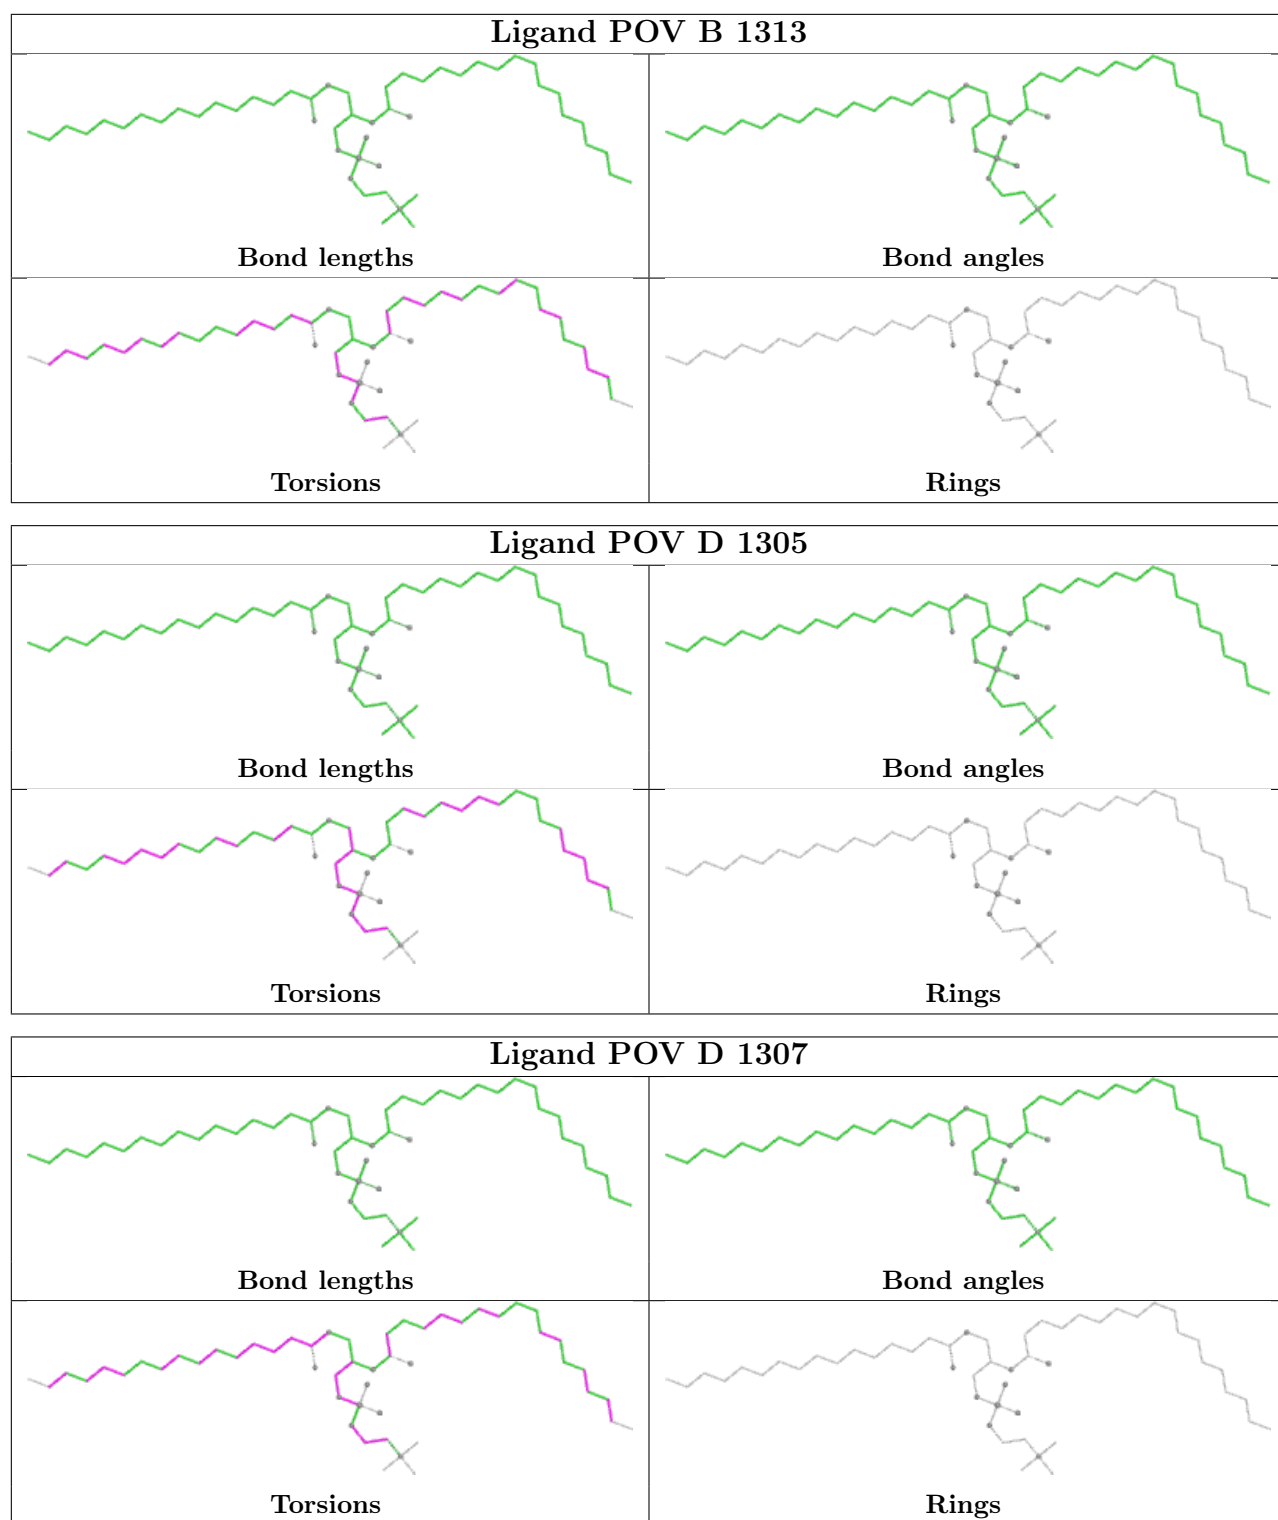 Ligand POV B 1313
Bond lengths
Bond angles
Torsions
Rings
Ligand POV D 1305
Bond lengths
Bond angles
Torsions
Rings
Ligand POV D 1307
Bond lengths
Bond angles
Torsions
Rings